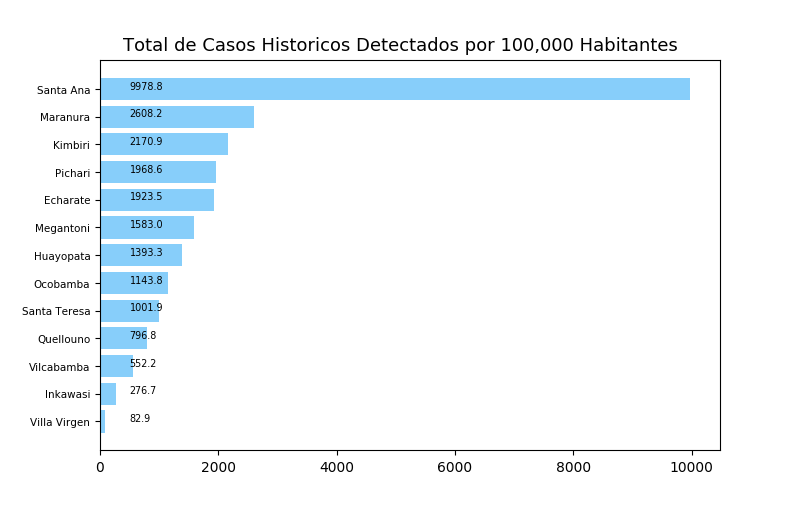 Total de Casos Historicos Detectados por 100,000 Habitantes
Santa Ana 9978.8
Maranura 2608.2
Kimbiri 2170.9
Pichari 1968.6
Echarate 1923.5
Megantoni 1583.0
Huayopata 1393.3
Ocobamba 1143.8
Santa Teresa 1001.9
Quellouno 796.8
Vilcabamba 552.2
Inkawasi 276.7
Villa Virgen 82.9
0 2000 4000 6000 8000 10000